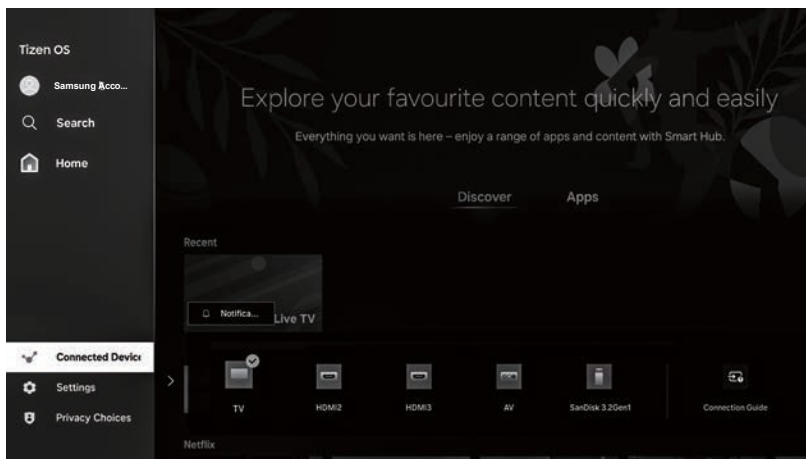 Tizen OS
Samsung Acco...
Search
Home
Explore your favourite content quickly and easily
Everything you want is here – enjoy a range of apps and content with Smart Hub.
Discover
Apps
Recent
Notifica...
Live TV
Connected Device
Settings
Privacy Choices
TV
HDMI2
HDMI3
AV
SanDisk 3.2Gen1
Connection Guide
Netflix